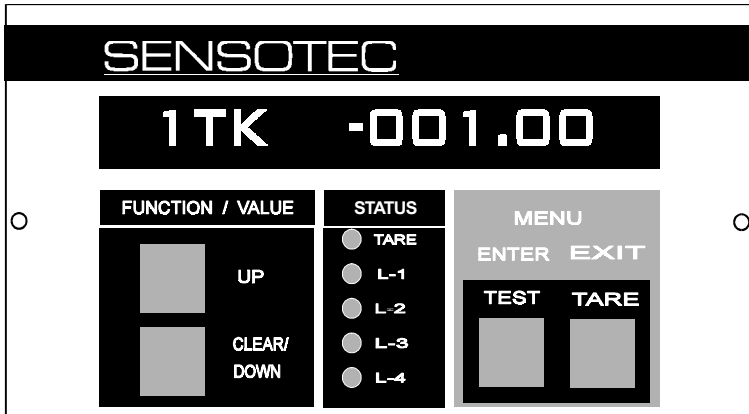 SENSOTEC
1TK -001.00
FUNCTION / VALUE
UP
CLEAR/
DOWN
STATUS
TARE
L-1
L-2
L-3
L-4
MENU
ENTER EXIT
TEST TARE